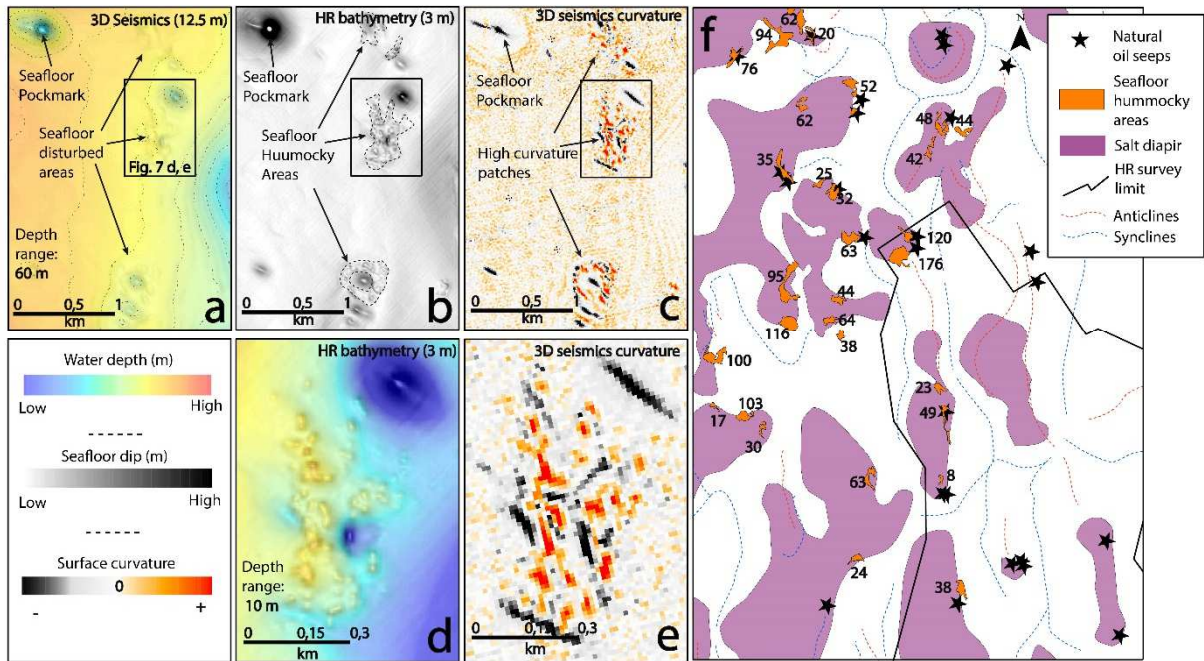 3D Seismics (12.5 m)
Seafloor
Pockmark
Seafloor
disturbed
areas
Fig. 7 d, e
Depth
range:
60 m
0
0.5
1
km
a
HR bathymetry (3 m)
Seafloor
Pockmark
Seafloor
Huumocky
Areas
0
0.5
1
km
b
3D seismics curvature
Seafloor
Pockmark
High curvature
patches
0
0.5
1
km
c
Water depth (m)
Low
High
Seafloor dip (m)
Low
High
Surface curvature
0
-
+
HR bathymetry (3 m)
Depth
range:
10 m
0
0,15
0,3
km
d
3D seismics curvature
0
0,15
0,3
km
e
f
62
94
20
76
52
62
48
44
42
35
25
32
63
120
176
95
44
64
116
38
100
23
17
103
49
30
63
8
24
38
N
Natural
oil seeps
Seafloor
hummocky
areas
Salt diapir
HR survey
limit
Anticlines
Synclines